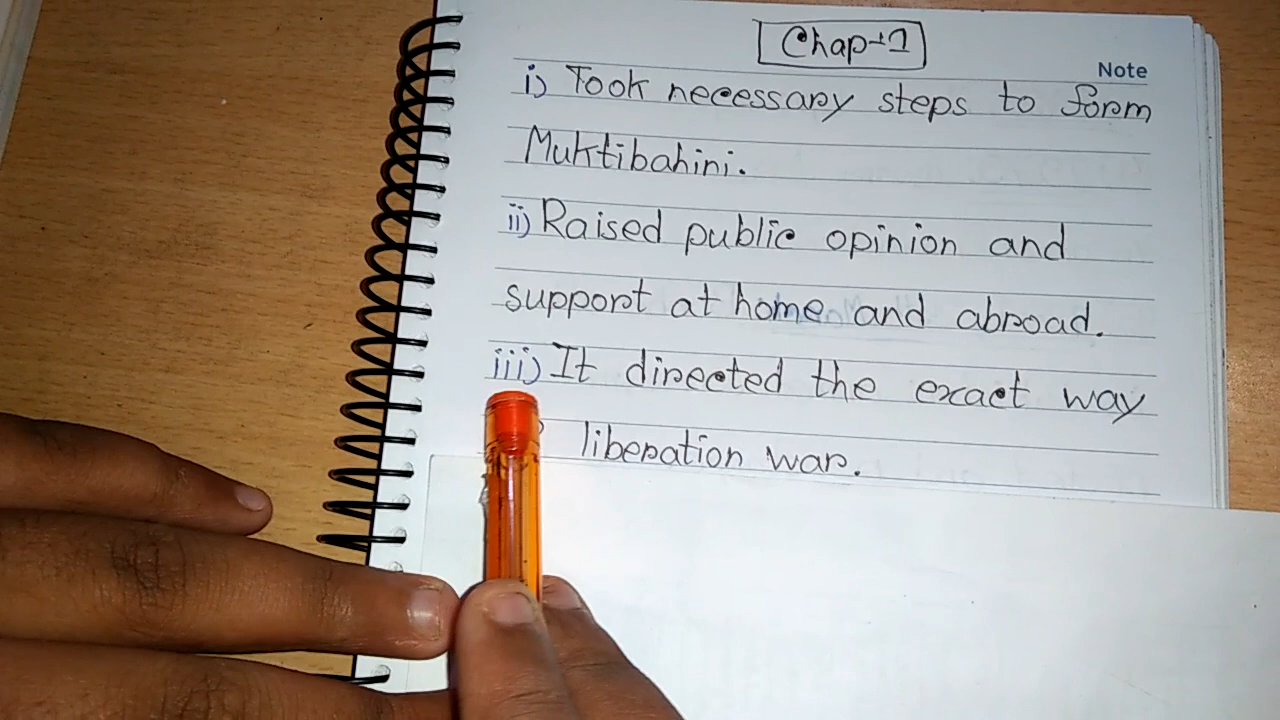 Chap-1
Note
i) Took necessary steps to form
Muktibahini.
ii) Raised public opinion and
support at home and abroad.
iii) It directed the exact way
liberation war.